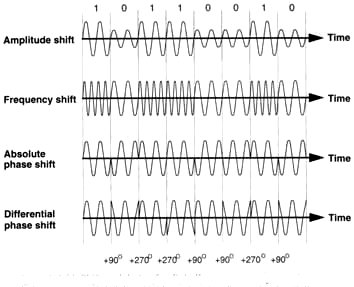 1 0 1 1 0 0 1 0
Amplitude shift Time
Frequency shift Time
Absolute
phase shift Time
Differential
phase shift Time
+90° +270° +270° +90° +90° +270° +90°